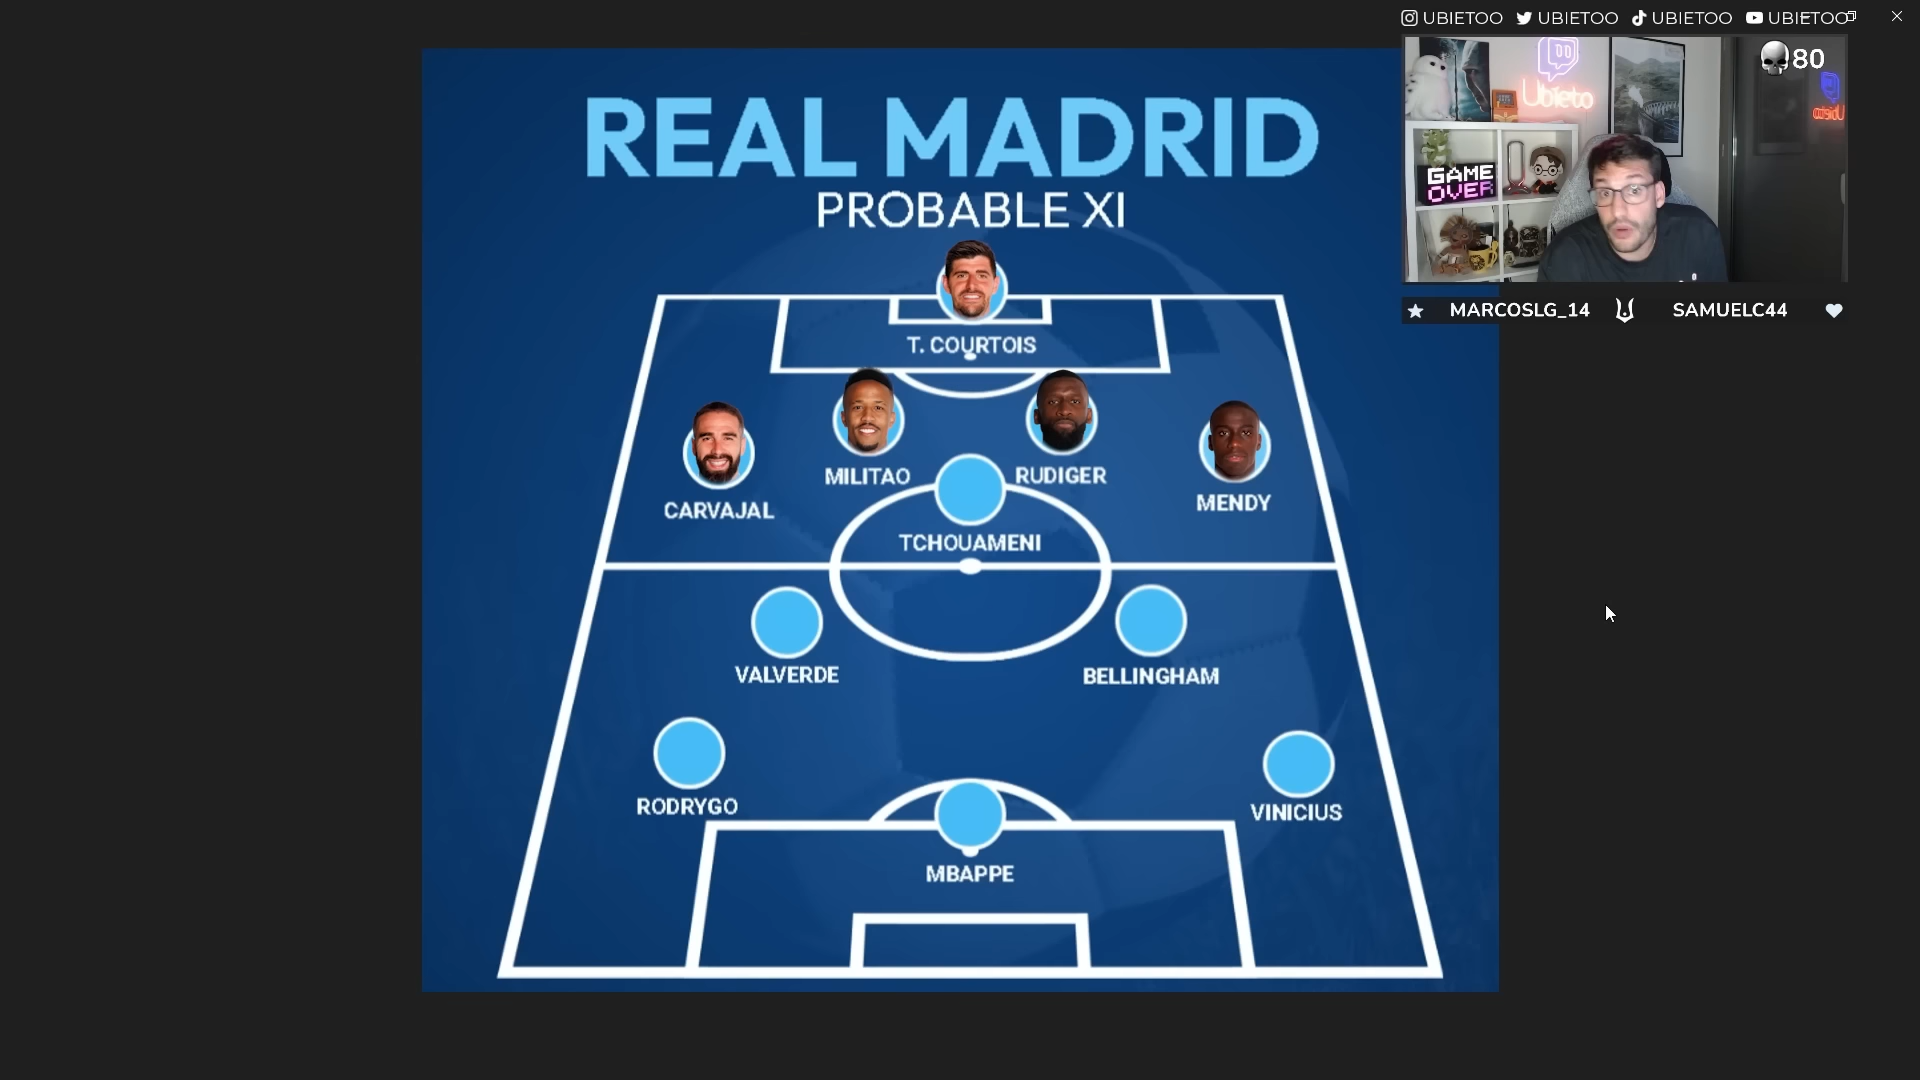 UBIETOO UBIETOO UBIETOO UBIETOO
80
Ubieto
GAME
OVER
MARCOSLG_14 SAMUELC44
REAL MADRID
PROBABLE XI
T. COURTOIS
CARVAJAL
MILITAO
RUDIGER
MENDY
TCHOUAMENI
VALVERDE
BELLINGHAM
RODRYGO
VINICIUS
MBAPPE